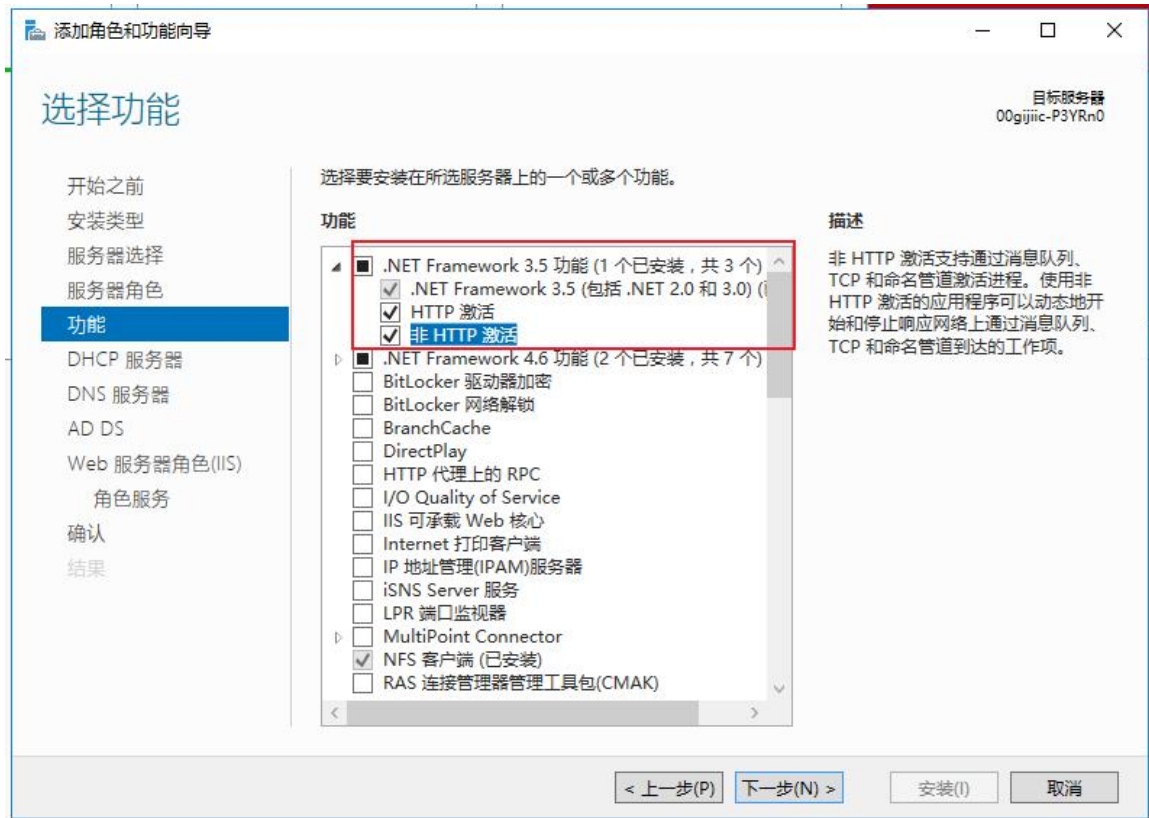 添加角色和功能向导
选择功能
目标服务器
00gijiic-P3YRn0
开始之前
安装类型
服务器选择
服务器角色
功能
DHCP 服务器
DNS 服务器
AD DS
Web 服务器角色(IIS)
角色服务
确认
结果
选择要安装在所选服务器上的一个或多个功能。
功能
.NET Framework 3.5 功能 (1 个已安装，共 3 个)
.NET Framework 3.5 (包括 .NET 2.0 和 3.0) (
HTTP 激活
非 HTTP 激活
.NET Framework 4.6 功能 (2 个已安装，共 7 个)
BitLocker 驱动器加密
BitLocker 网络解锁
BranchCache
DirectPlay
HTTP 代理上的 RPC
I/O Quality of Service
IIS 可承载 Web 核心
Internet 打印客户端
IP 地址管理(IPAM)服务器
iSNS Server 服务
LPR 端口监视器
MultiPoint Connector
NFS 客户端 (已安装)
RAS 连接管理器管理工具包(CMAK)
描述
非 HTTP 激活支持通过消息队列、
TCP 和命名管道激活进程。使用非
HTTP 激活的应用程序可以动态地开
始和停止响应网络上通过消息队列、
TCP 和命名管道到达的工作项。
< 上一步(P)
下一步(N) >
安装(I)
取消